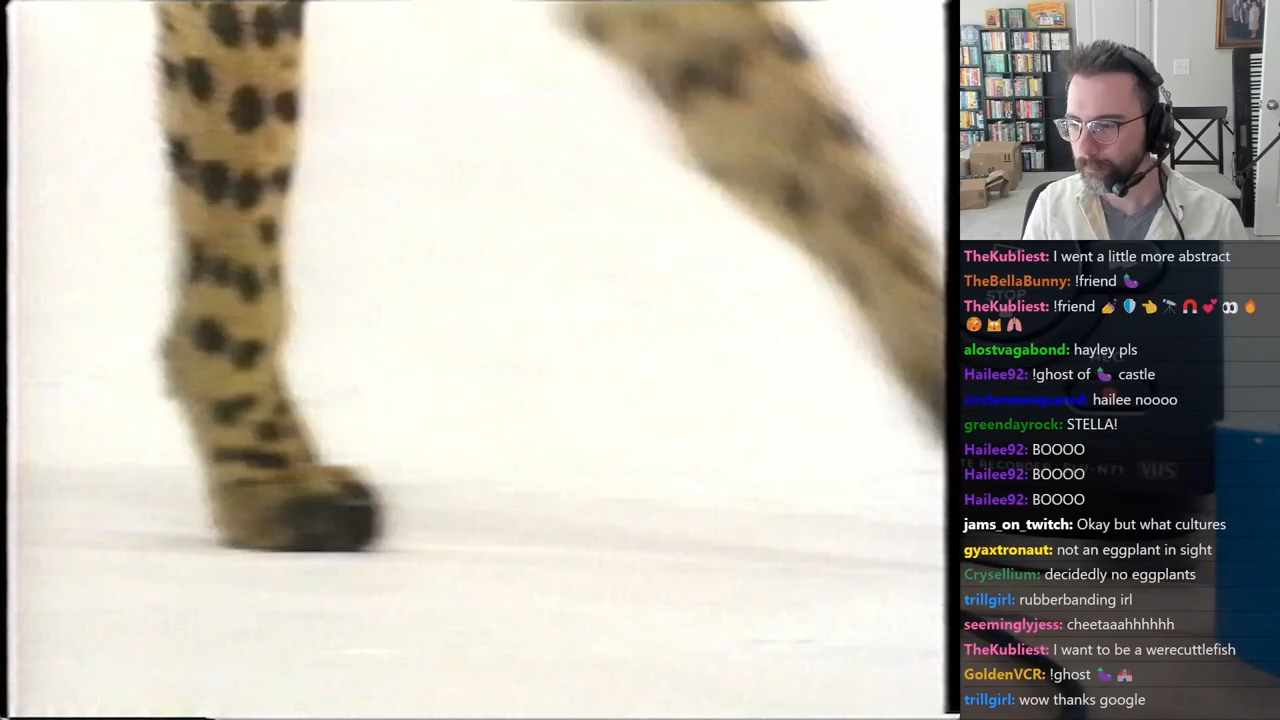 TheKubliest: I went a little more abstract
TheBellaBunny: !friend 🍆
TheKubliest: !friend 💅 🛡️ 👈 🔭 🧲 💕 👀 🔥
🥵 🙀 🫁
alostvagabond: hayley pls
Hailee92: !ghost of 🍆 castle
circlenowsquared: hailee noooo
greendayrock: STELLA!
Hailee92: BOOOO
Hailee92: BOOOO
Hailee92: BOOOO
jams_on_twitch: Okay but what cultures
gyaxtronaut: not an eggplant in sight
Crysellium: decidedly no eggplants
trillgirl: rubberbanding irl
seeminglyjess: cheetaaahhhhhh
TheKubliest: I want to be a werecuttlefish
GoldenVCR: !ghost 🍆 🏰
trillgirl: wow thanks google
STOP
VHS